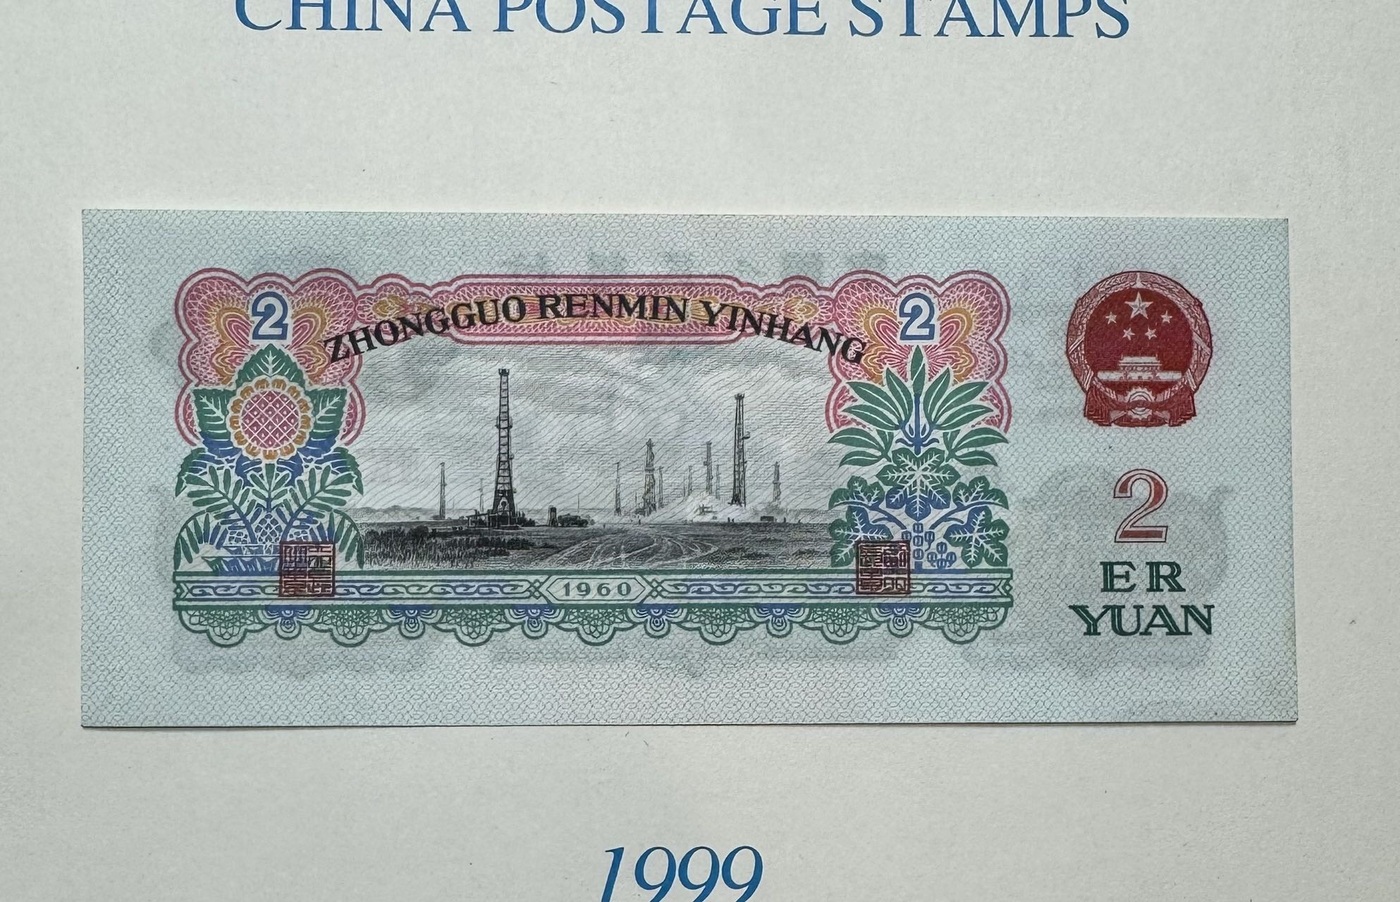 CHINA POSTAGE STAMPS
ZHONGGUO RENMIN YINHANG
2
2
1960
2
ER
YUAN
1999